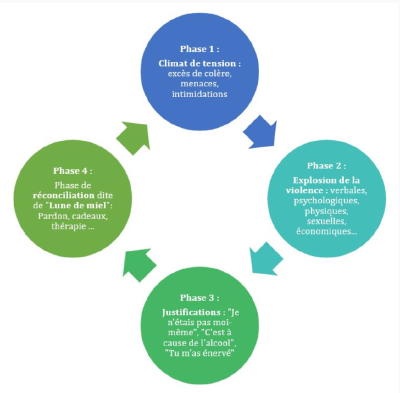 Phase 1 :
Climat de tension :
excès de colère,
menaces,
intimidations
Phase 2 :
Explosion de la
violence : verbales,
psychologiques,
physiques,
sexuelles,
économiques...
Phase 3 :
Justifications : "Je
n'étais pas moi-
même", "C'est à
cause de l'alcool",
"Tu m'as énervé"
Phase 4 :
Phase de
réconciliation dite
de "Lune de miel":
Pardon, cadeaux,
thérapie ...